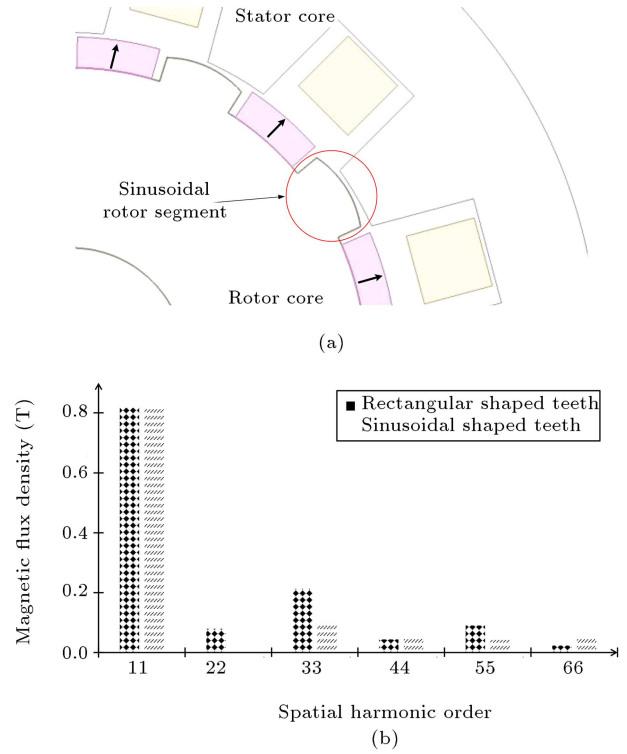 Stator core
Sinusoidal
rotor segment
Rotor core
(a)
Magnetic flux density (T)
0.8
0.6
0.4
0.2
0.0
Rectangular shaped teeth
Sinusoidal shaped teeth
11 22 33 44 55 66
Spatial harmonic order
(b)